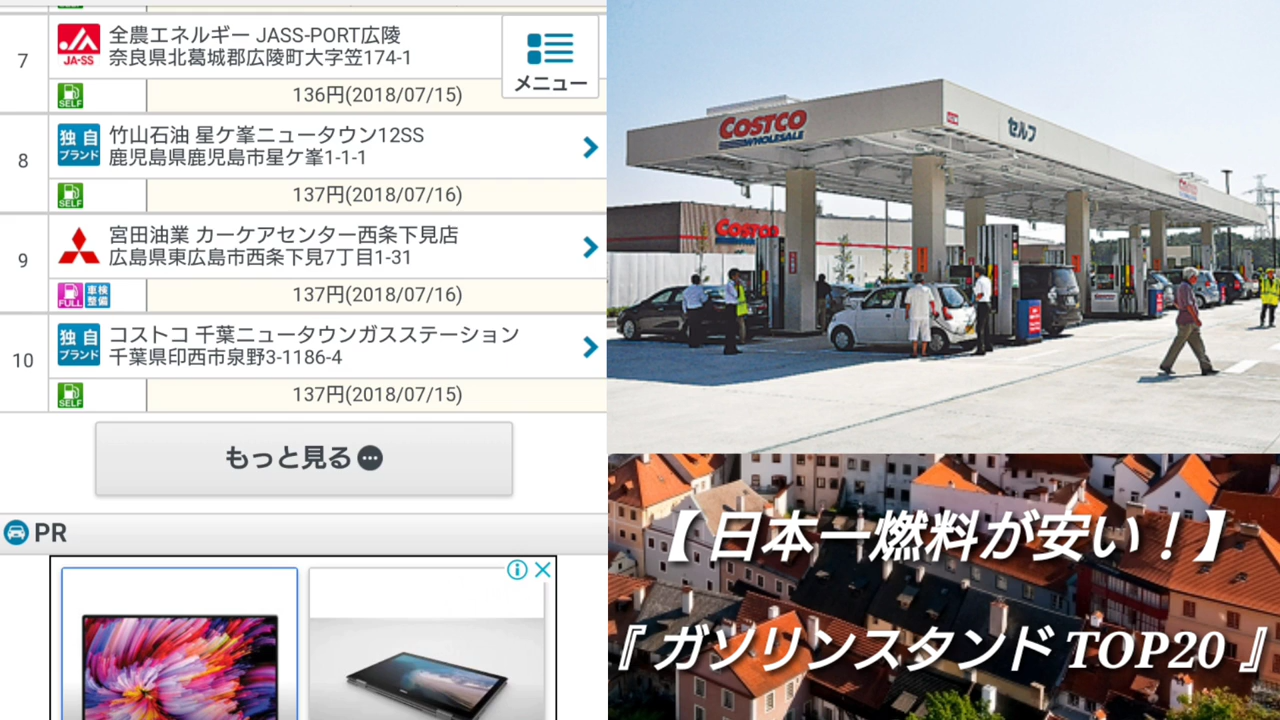 7
JA-SS
全農エネルギー JASS-PORT広陵
奈良県北葛城郡広陵町大字笠174-1
メニュー
SELF
136円(2018/07/15)
8
独自
ブランド
竹山石油 星ケ峯ニュータウン12SS
鹿児島県鹿児島市星ケ峯1-1-1
SELF
137円(2018/07/16)
9
宮田油業 カーケアセンター西条下見店
広島県東広島市西条下見7丁目1-31
FULL
車検
整備
137円(2018/07/16)
10
独自
ブランド
コストコ 千葉ニュータウンガスステーション
千葉県印西市泉野3-1186-4
SELF
137円(2018/07/15)
もっと見る
PR
COSTCO
WHOLESALE
セルフ
COSTCO
COSTCO
【日本一燃料が安い！】
『ガソリンスタンドTOP20』